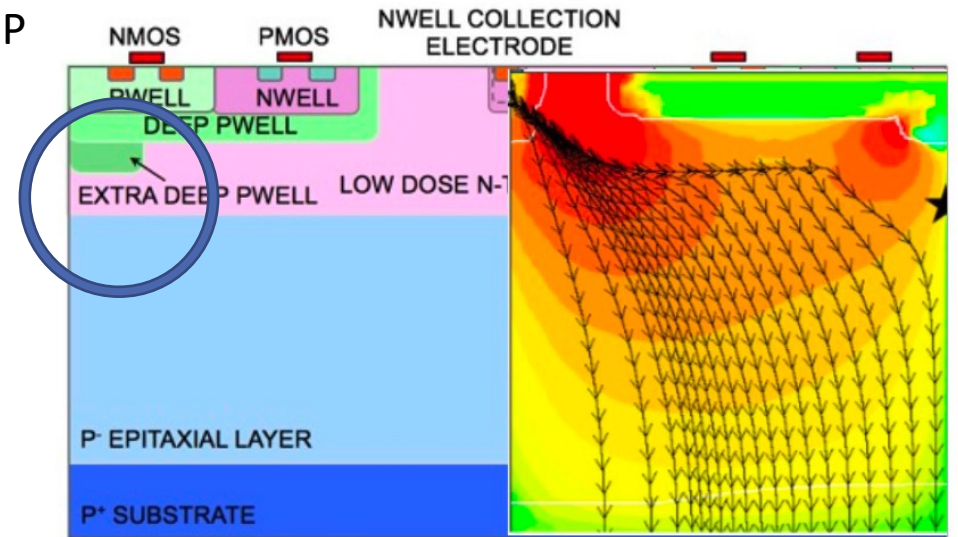 P
NMOS
PMOS
NWELL COLLECTION
ELECTRODE
PWELL
NWELL
DEEP PWELL
EXTRA DEEP PWELL
LOW DOSE N-T
P- EPITAXIAL LAYER
P+ SUBSTRATE